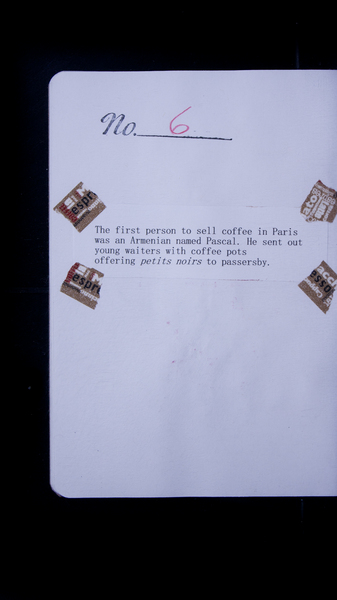 No. 6
The first person to sell coffee in Paris
was an Armenian named Pascal. He sent out
young waiters with coffee pots
offering petits noirs to passersby.